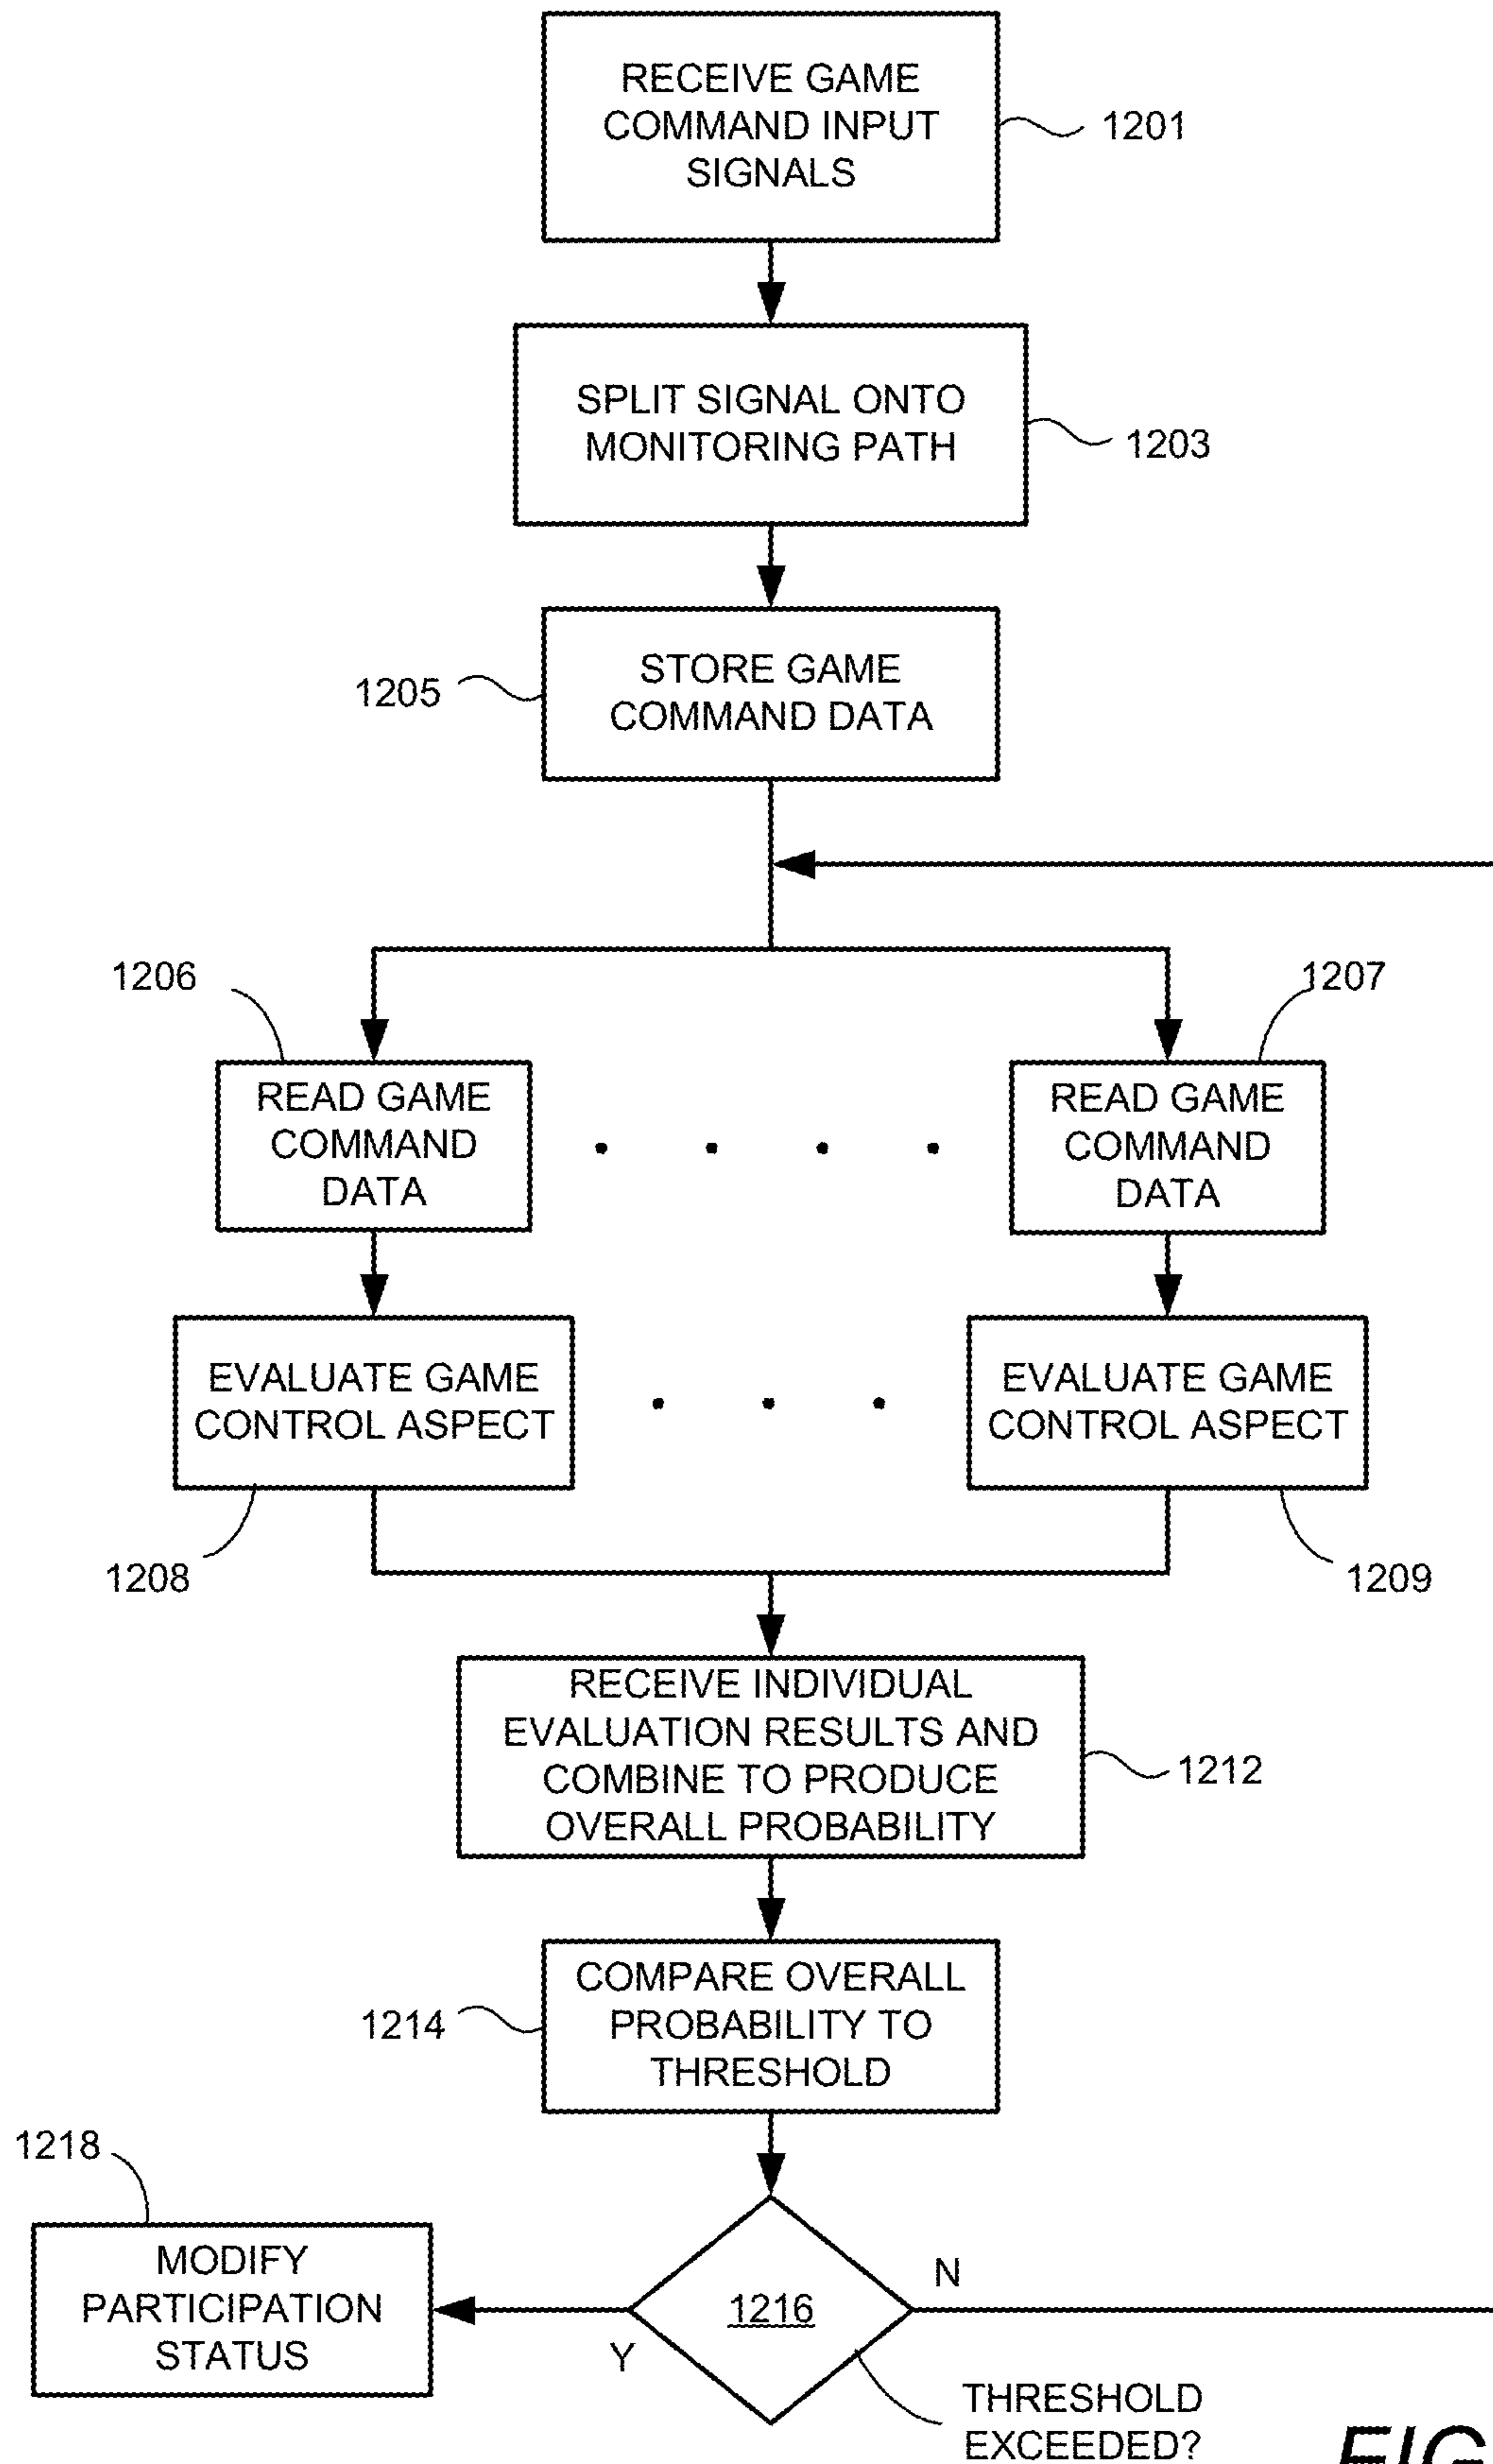 RECEIVE GAME
COMMAND INPUT
SIGNALS
1201
SPLIT SIGNAL ONTO
MONITORING PATH
1203
STORE GAME
COMMAND DATA
1205
1206
1207
READ GAME
COMMAND
DATA
READ GAME
COMMAND
DATA
EVALUATE GAME
CONTROL ASPECT
EVALUATE GAME
CONTROL ASPECT
1208
1209
RECEIVE INDIVIDUAL
EVALUATION RESULTS AND
COMBINE TO PRODUCE
OVERALL PROBABILITY
1212
COMPARE OVERALL
PROBABILITY TO
THRESHOLD
1214
1218
MODIFY
PARTICIPATION
STATUS
N
1216
Y
THRESHOLD
EXCEEDED?
FIG